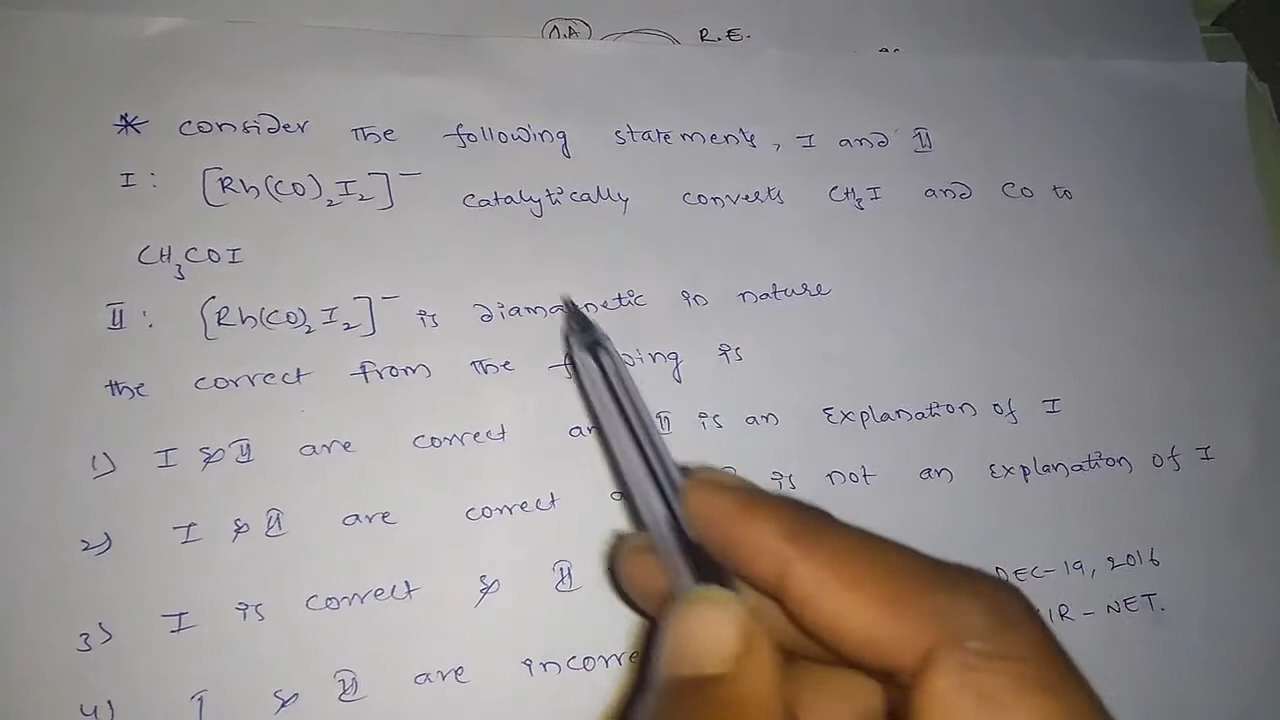 A.A R.E.
* consider the following statements, I and II
I: [Rh(CO)2I2]− catalytically converts CH3I and CO to
CH3COI
II: [Rh(CO)2I2]− is in nature
the correct from the is
1) I & II are correct II is an Explanation of I
2) I & II are correct is not an Explanation of I
3) I is correct & II
DEC-19, 2016
4) I & II are
NET.